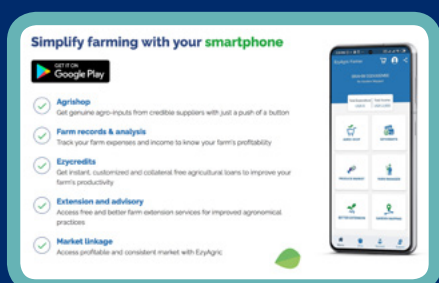 Simplify farming with your smartphone
GET IT ON
Google Play
Agrishop
Get genuine agro-inputs from credible suppliers with just a push of a button
Farm records & analysis
Track your farm expenses and income to know your farm's profitability
Ezycredits
Get instant, customized and collateral free agricultural loans to improve your
farm's productivity
Extension and advisory
Access free and better farm extension services for improved agronomical
practices
Market linkage
Access profitable and consistent market with EzyAgric